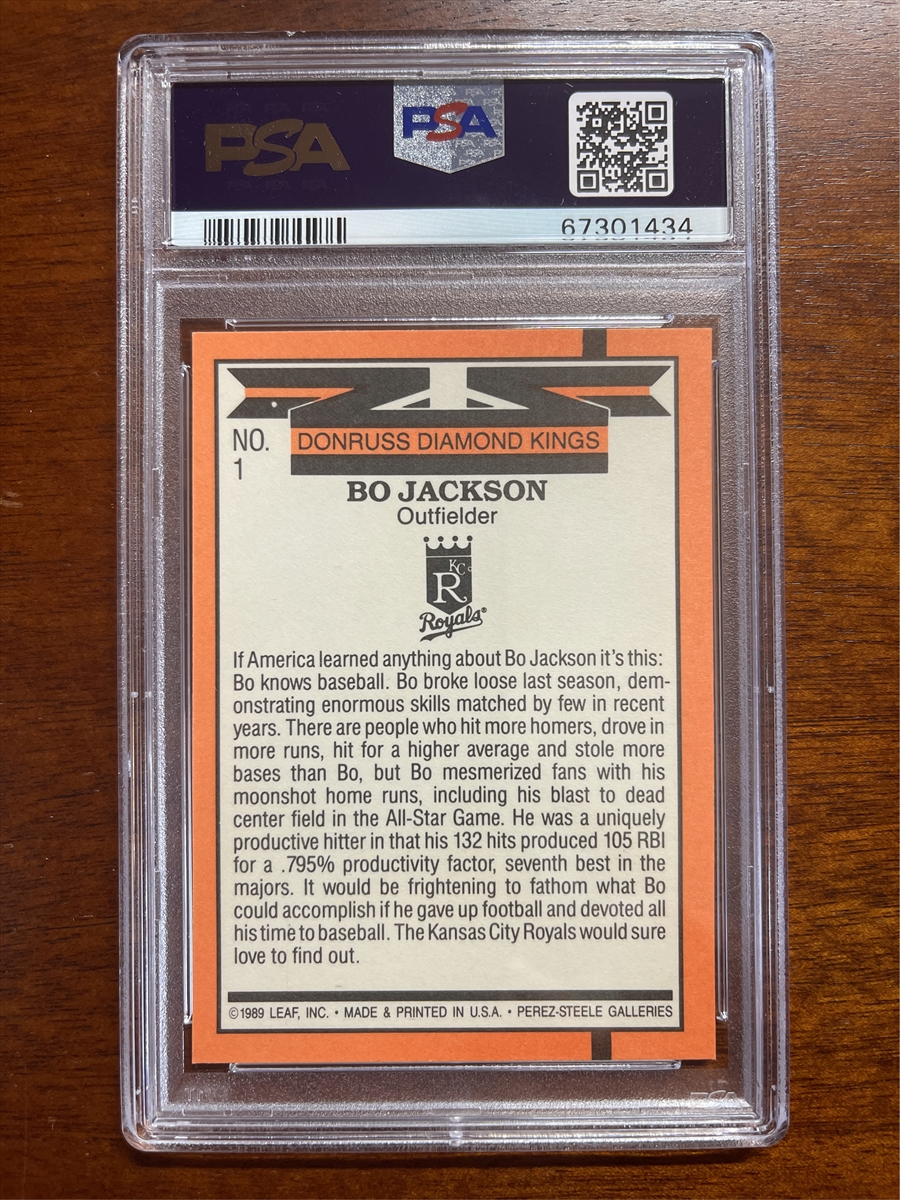 PSA
PSA
67301434
NO.
1
DONRUSS DIAMOND KINGS
BO JACKSON
Outfielder
KC
R
Royals®
If America learned anything about Bo Jackson it's this:
Bo knows baseball. Bo broke loose last season, dem-
onstrating enormous skills matched by few in recent
years. There are people who hit more homers, drove in
more runs, hit for a higher average and stole more
bases than Bo, but Bo mesmerized fans with his
moonshot home runs, including his blast to dead
center field in the All-Star Game. He was a uniquely
productive hitter in that his 132 hits produced 105 RBI
for a .795% productivity factor, seventh best in the
majors. It would be frightening to fathom what Bo
could accomplish if he gave up football and devoted all
his time to baseball. The Kansas City Royals would sure
love to find out.
©1989 LEAF, INC. • MADE & PRINTED IN U.S.A. • PEREZ-STEELE GALLERIES